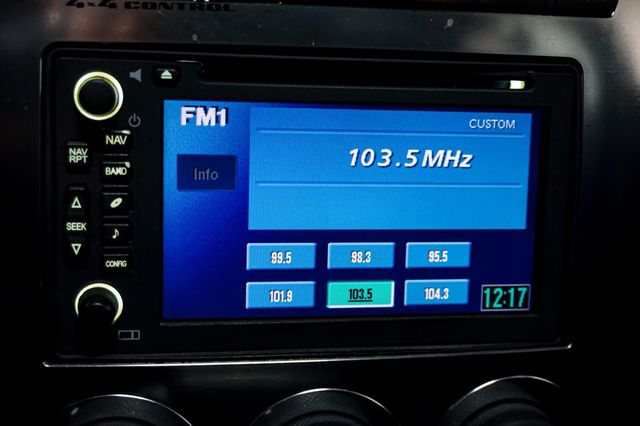 4x4 CONTROL
NAV
NAV RPT
BAND
SEEK
CONFIG
FM1
CUSTOM
103.5MHz
Info
99.5 98.3 95.5
101.9 103.5 104.3
12:17